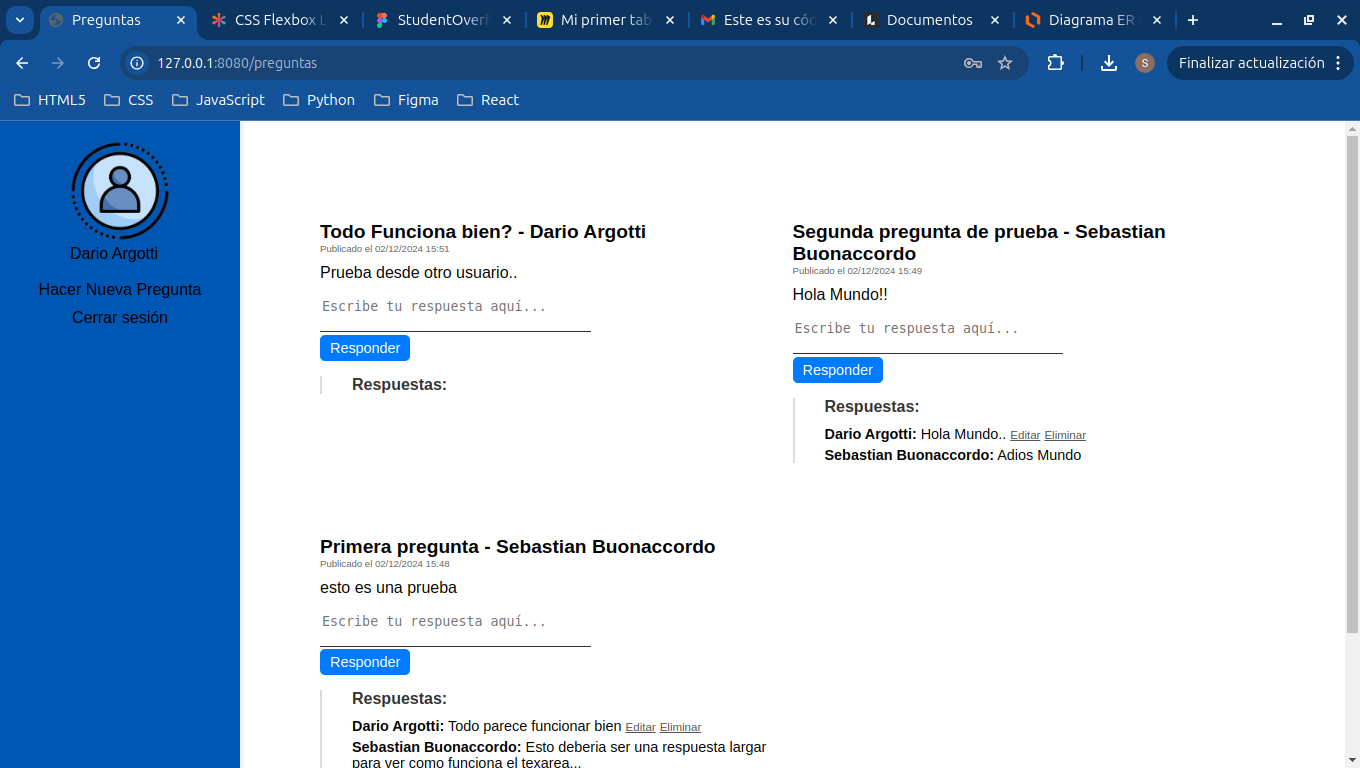 Preguntas
CSS Flexbox L
StudentOverf
Mi primer tab
Este es su cód
Documentos
Diagrama ER
127.0.0.1:8080/preguntas
S
Finalizar actualización
HTML5
CSS
JavaScript
Python
Figma
React
Dario Argotti
Hacer Nueva Pregunta
Cerrar sesión
Todo Funciona bien? - Dario Argotti
Publicado el 02/12/2024 15:51
Prueba desde otro usuario..
Escribe tu respuesta aquí...
Responder
Respuestas:
Segunda pregunta de prueba - Sebastian
Buonaccordo
Publicado el 02/12/2024 15:49
Hola Mundo!!
Escribe tu respuesta aquí...
Responder
Respuestas:
Dario Argotti: Hola Mundo.. Editar Eliminar
Sebastian Buonaccordo: Adios Mundo
Primera pregunta - Sebastian Buonaccordo
Publicado el 02/12/2024 15:48
esto es una prueba
Escribe tu respuesta aquí...
Responder
Respuestas:
Dario Argotti: Todo parece funcionar bien Editar Eliminar
Sebastian Buonaccordo: Esto deberia ser una respuesta largar
para ver como funciona el texarea...